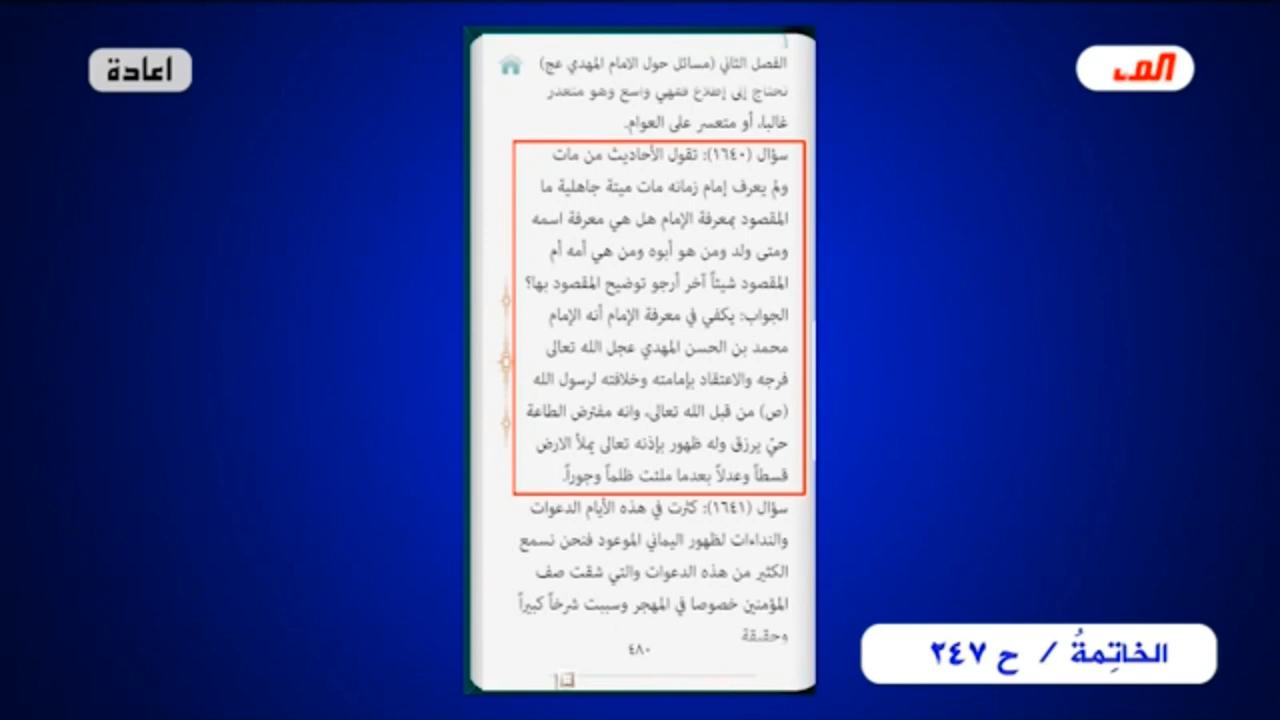 اعادة
القمر
الفصل الثاني (مسائل حول الامام المهدي عج)
تحتاج إلى إطلاع فقهي واسع وهو متعذر
غالبا، أو متعسر على العوام.
سؤال (١٦٤٠): تقول الأحاديث من مات
ولم يعرف إمام زمانه مات ميتة جاهلية ما
المقصود بمعرفة الإمام هل هي معرفة اسمه
ومتى ولد ومن هو أبوه ومن هي أمه أم
المقصود شيئاً آخر أرجو توضيح المقصود بها؟
الجواب: يكفي في معرفة الإمام أنه الإمام
محمد بن الحسن المهدي عجل الله تعالى
فرجه والاعتقاد بإمامته وخلافته لرسول الله
(ص) من قبل الله تعالى، وانه مفترض الطاعة
حيّ يرزق وله ظهور بإذنه تعالى يملأ الارض
قسطاً وعدلاً بعدما ملئت ظلماً وجوراً.
سؤال (١٦٤١): كثرت في هذه الأيام الدعوات
والنداءات لظهور اليماني الموعود فنحن نسمع
الكثير من هذه الدعوات والتي شقت صف
المؤمنين خصوصا في المهجر وسببت شرخاً كبيراً
وحقيقة
٤٨٠
الخاتِمةُ / ح ٢٤٧